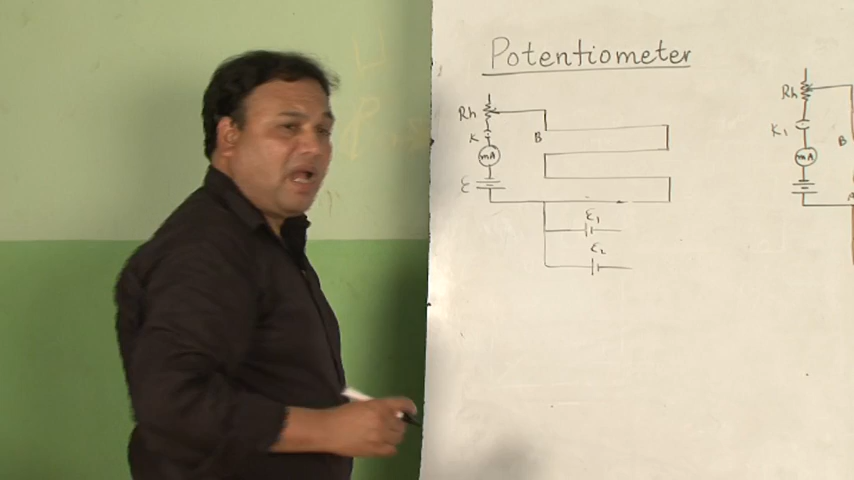 Potentiometer
Rh
K
B
mA
ε
ε1
ε2
Rh
K1
B
mA
A